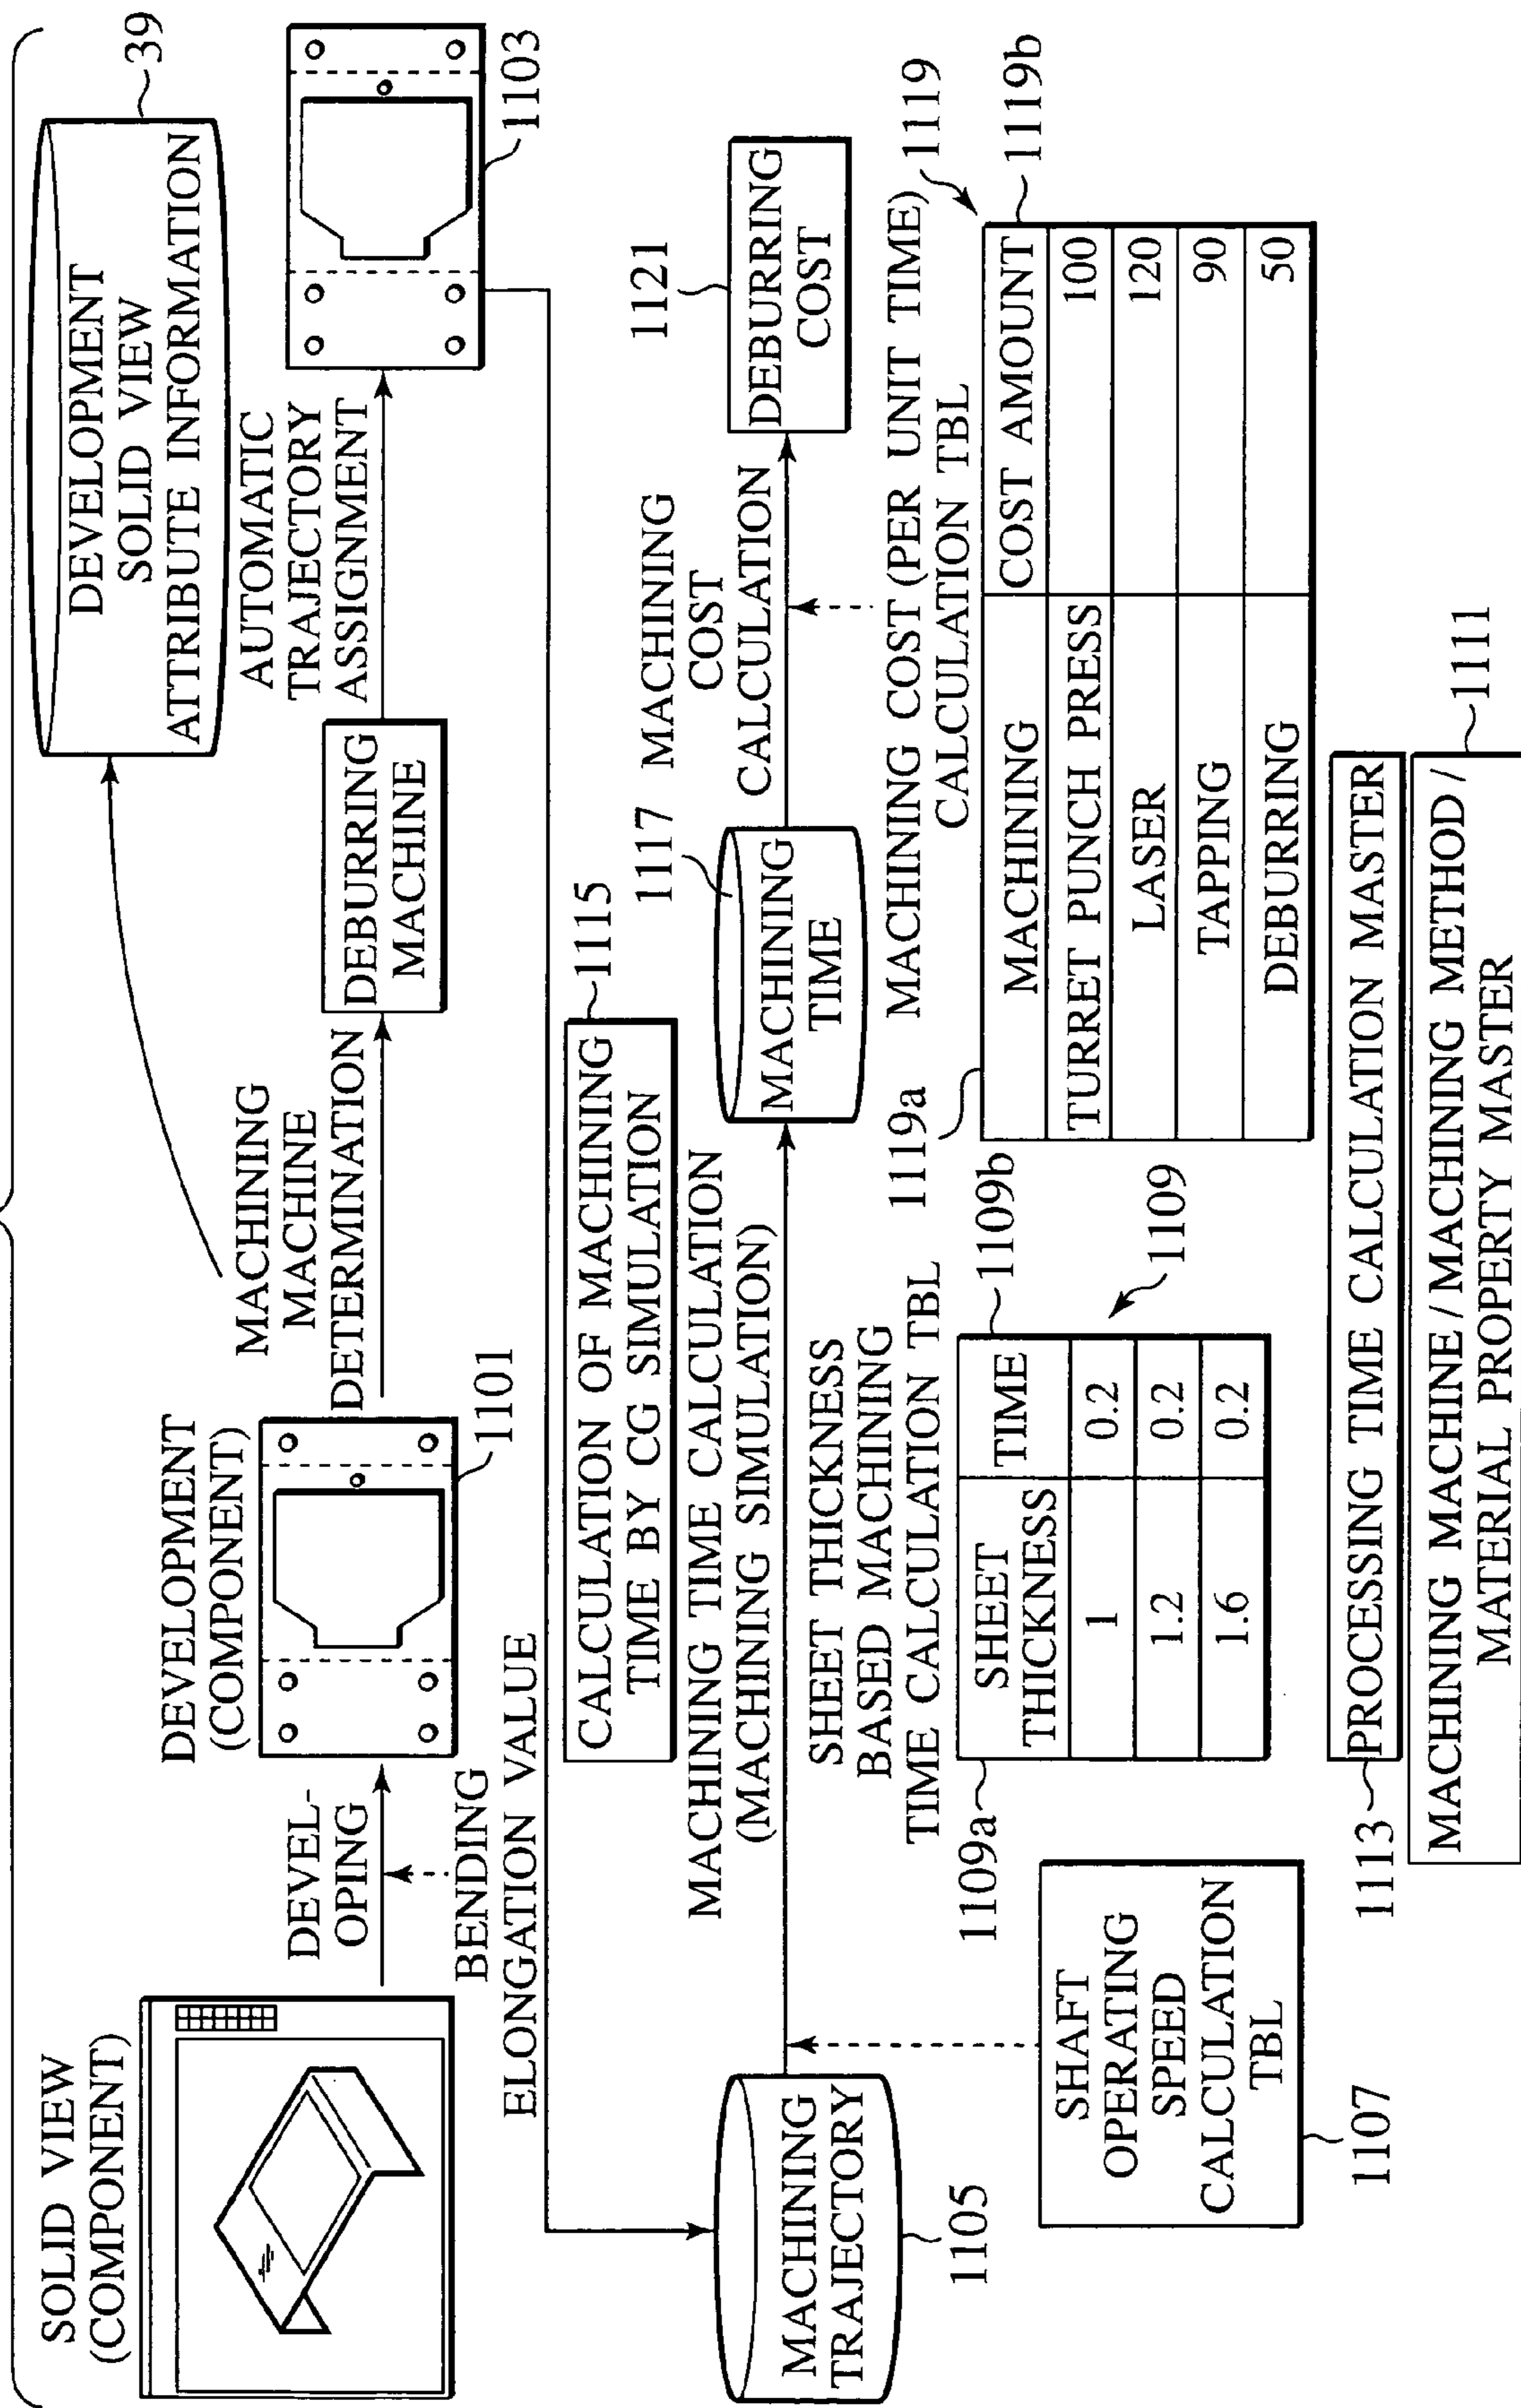 SOLID VIEW
(COMPONENT)
DEVEL-
OPING
BENDING
ELONGATION VALUE
DEVELOPMENT
(COMPONENT)
1101
MACHINING
MACHINE
DETERMINATION
DEBURRING
MACHINE
AUTOMATIC
TRAJECTORY
ASSIGNMENT
DEVELOPMENT
SOLID VIEW
ATTRIBUTE INFORMATION
39
1103
CALCULATION OF MACHINING
TIME BY CG SIMULATION
1115
MACHINING TIME CALCULATION
(MACHINING SIMULATION)
MACHINING
TRAJECTORY
1105
SHAFT
OPERATING
SPEED
CALCULATION
TBL
1107
SHEET THICKNESS
BASED MACHINING
TIME CALCULATION TBL
1109a
1109b
1109
SHEET THICKNESS TIME
1 0.2
1.2 0.2
1.6 0.2
MACHINING
TIME
1117
MACHINING
COST
CALCULATION
DEBURRING
COST
1121
MACHINING COST (PER UNIT TIME)
CALCULATION TBL
1119
1119a
1119b
MACHINING COST AMOUNT
TURRET PUNCH PRESS 100
LASER 120
TAPPING 90
DEBURRING 50
1113
PROCESSING TIME CALCULATION MASTER
MACHINING MACHINE / MACHINING METHOD /
MATERIAL PROPERTY MASTER
1111